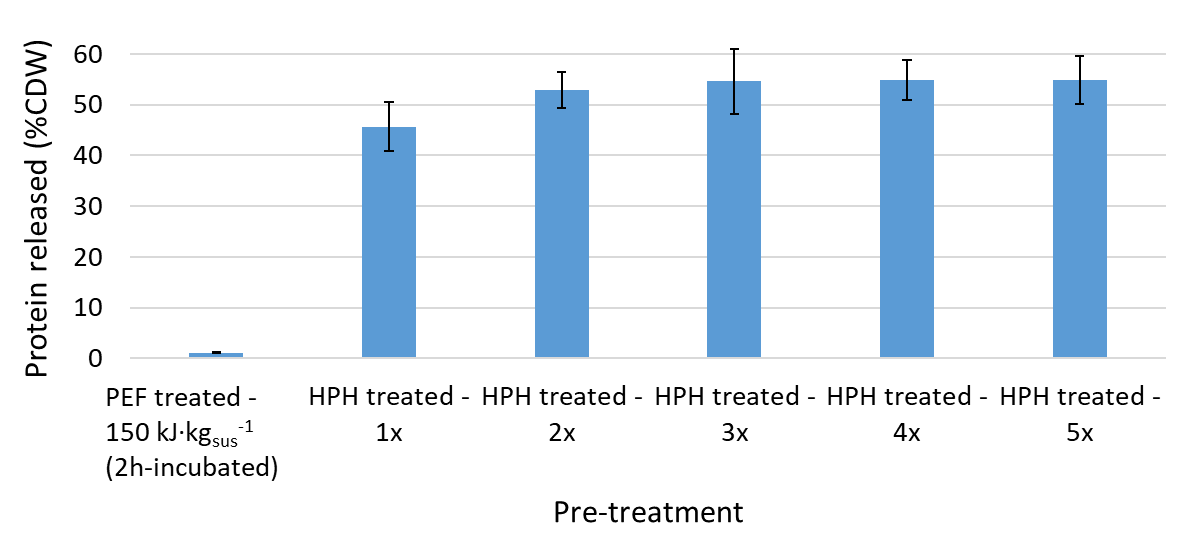 Protein released (%CDW)
60
50
40
30
20
10
0
PEF treated -
150 kJ·kgsus-1
(2h-incubated)
HPH treated -
1x
HPH treated -
2x
HPH treated -
3x
HPH treated -
4x
HPH treated -
5x
Pre-treatment